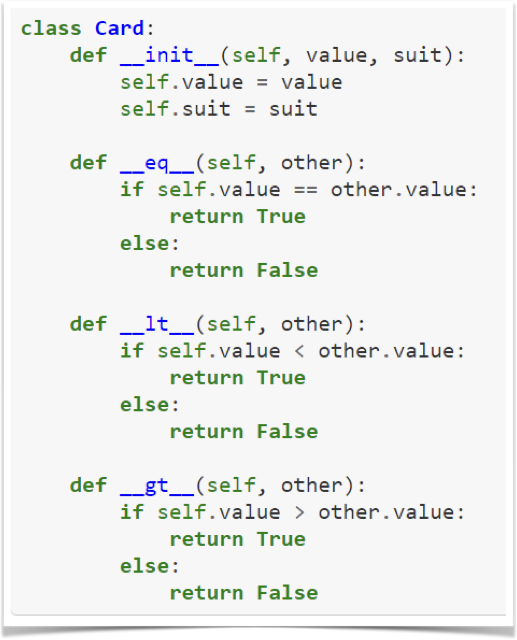 class Card:
    def __init__(self, value, suit):
        self.value = value
        self.suit = suit

    def __eq__(self, other):
        if self.value == other.value:
            return True
        else:
            return False

    def __lt__(self, other):
        if self.value < other.value:
            return True
        else:
            return False

    def __gt__(self, other):
        if self.value > other.value:
            return True
        else:
            return False